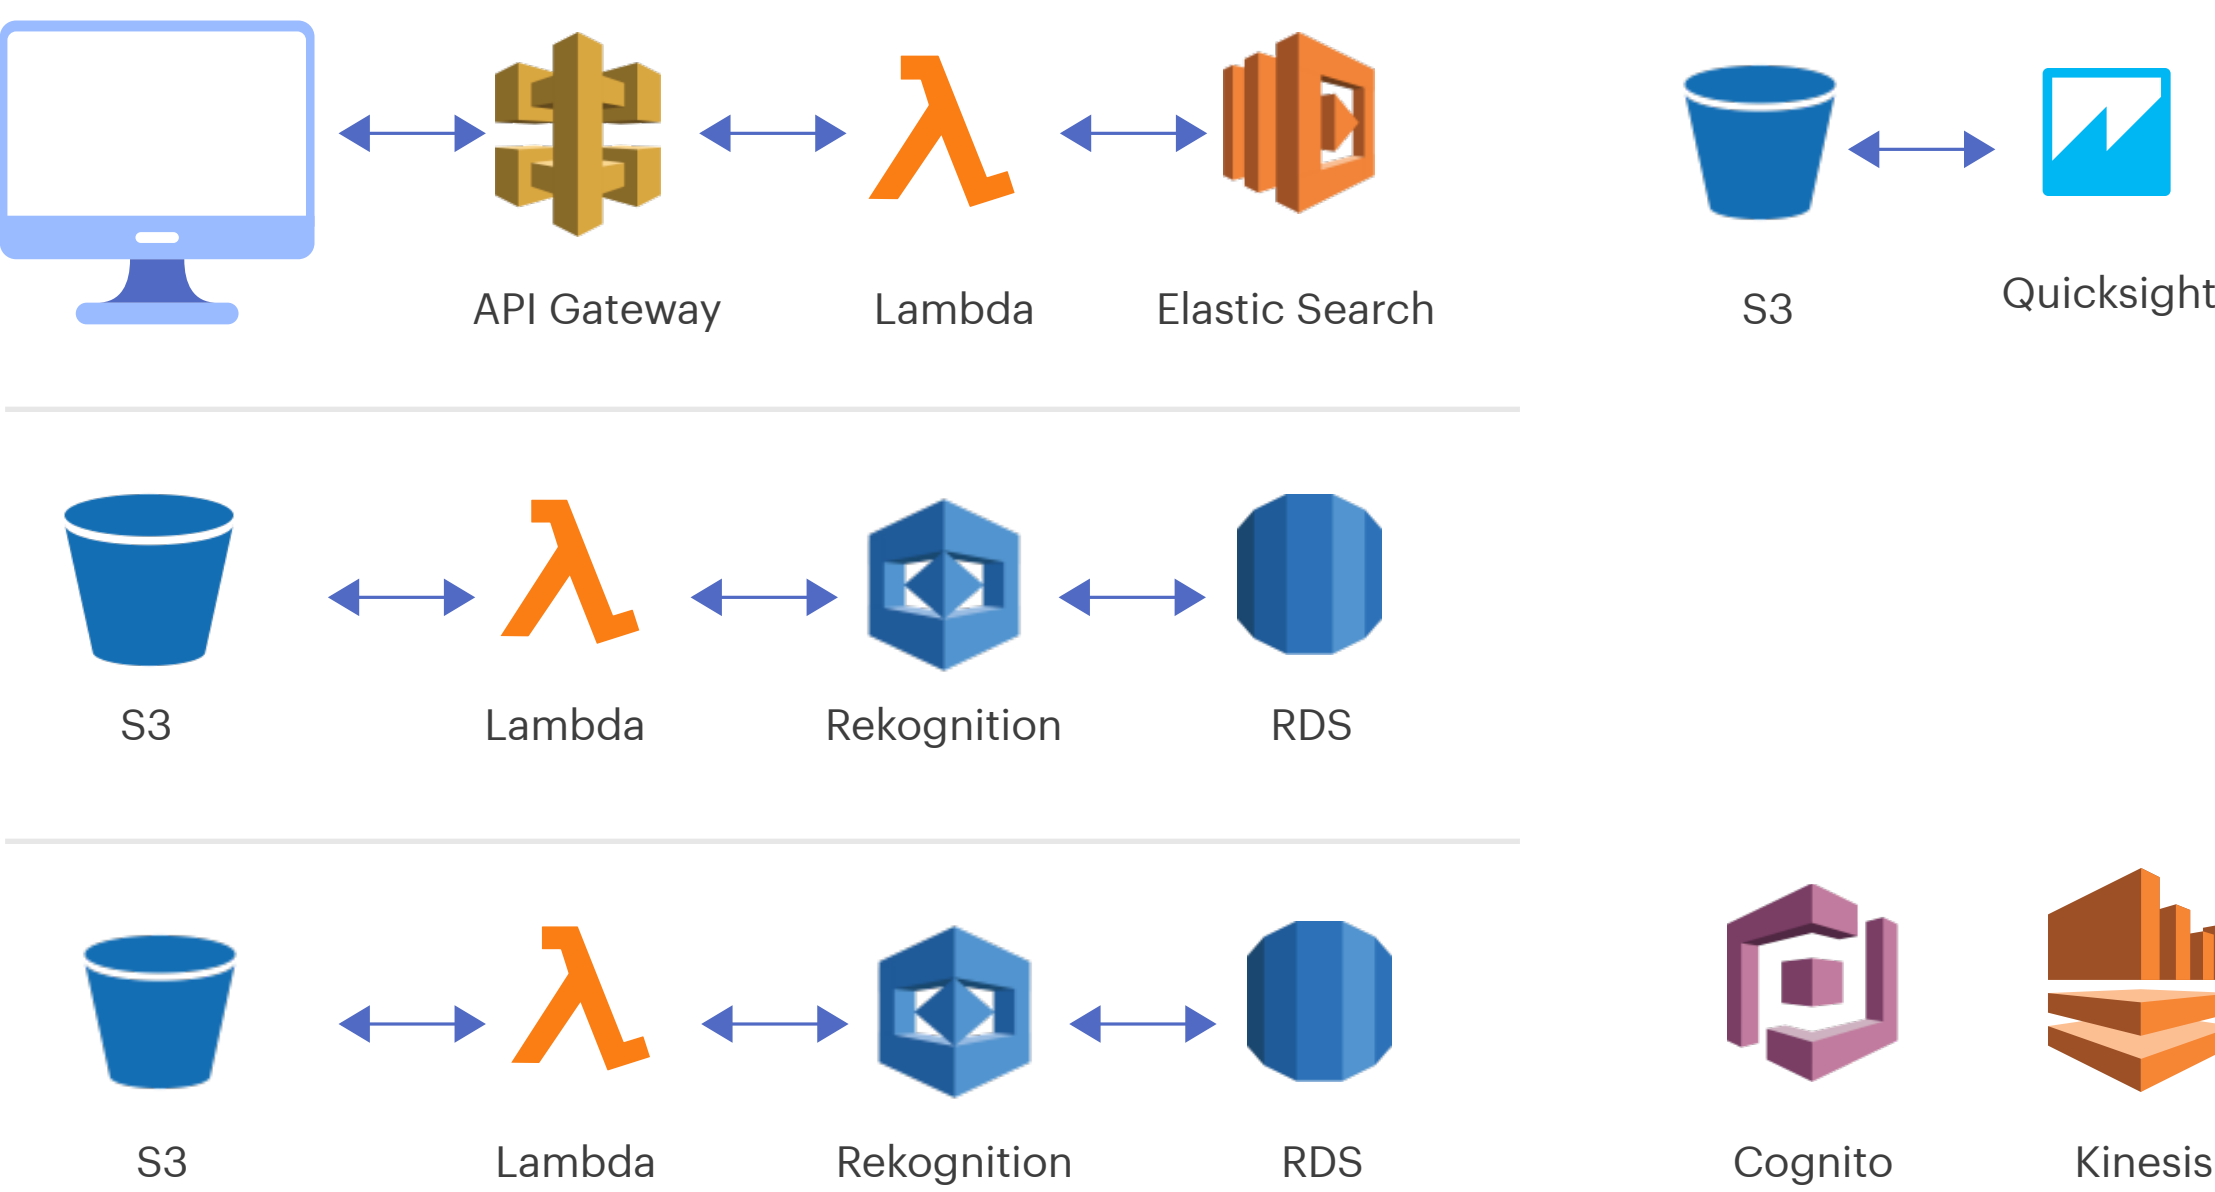 API Gateway
Lambda
Elastic Search
S3
Quicksight
S3
Lambda
Rekognition
RDS
S3
Lambda
Rekognition
RDS
Cognito
Kinesis